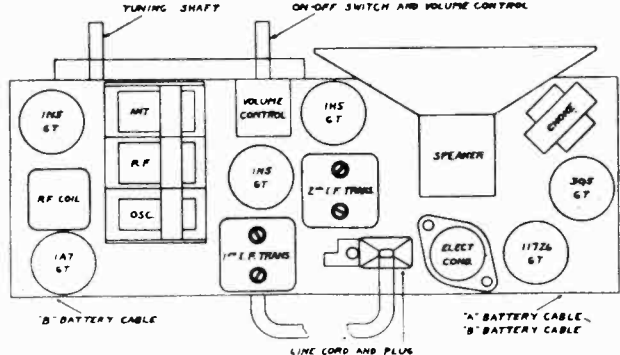 TUNING SHAFT
ON-OFF SWITCH AND VOLUME CONTROL
1N5
GT
ANT
VOLUME
CONTROL
1H5
GT
CHOKE
R.F
1N5
GT
2ND I.F. TRANS.
SPEAKER
3Q5
GT
RF COIL
OSC.
1A7
GT
1ST I.F. TRANS
ELECT
COND.
117Z6
GT
"B" BATTERY CABLE
"A" BATTERY CABLE
"B" BATTERY CABLE
LINE CORD AND PLUG